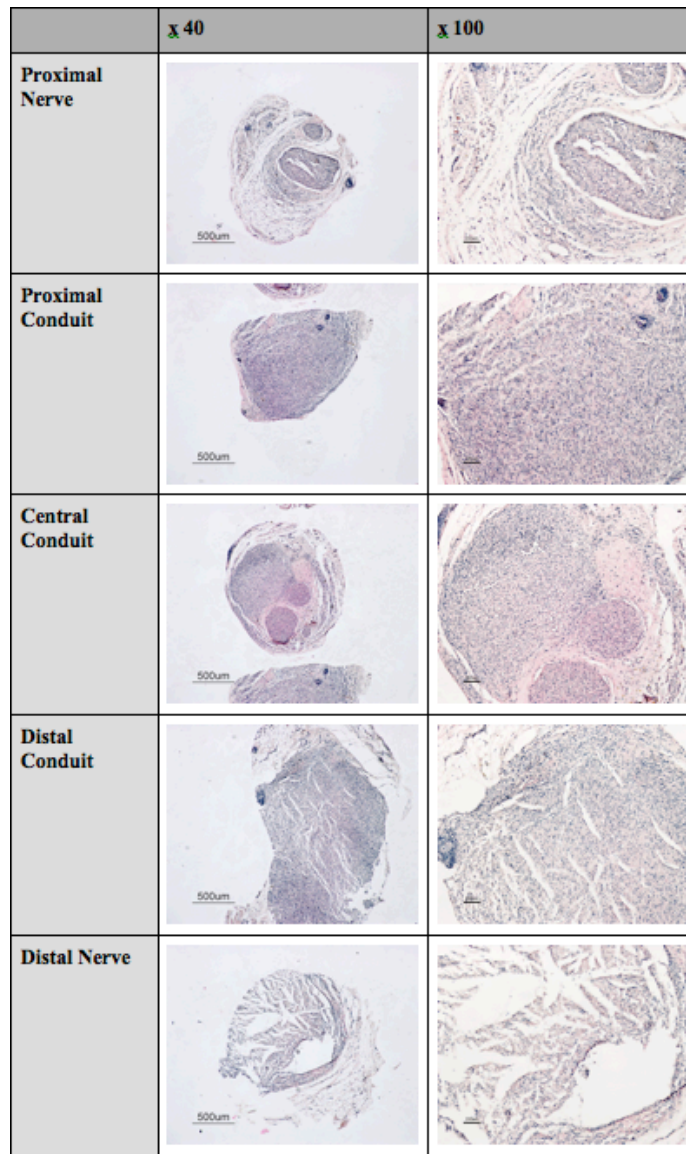 x 40
x 100
Proximal
Nerve
500um
Proximal
Conduit
500um
Central
Conduit
500um
Distal
Conduit
500um
Distal Nerve
500um